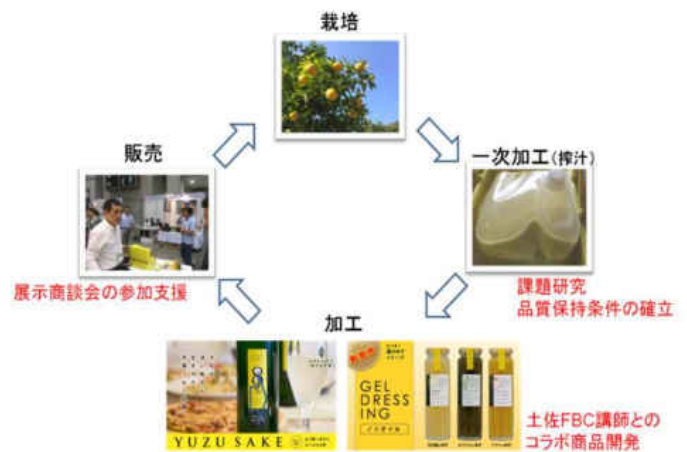 栽培
販売
一次加工(搾汁)
展示商談会の参加支援
課題研究
品質保持条件の確立
加工
GEL
DRESS
ING
YUZU SAKE
土佐FBC講師との
コラボ商品開発